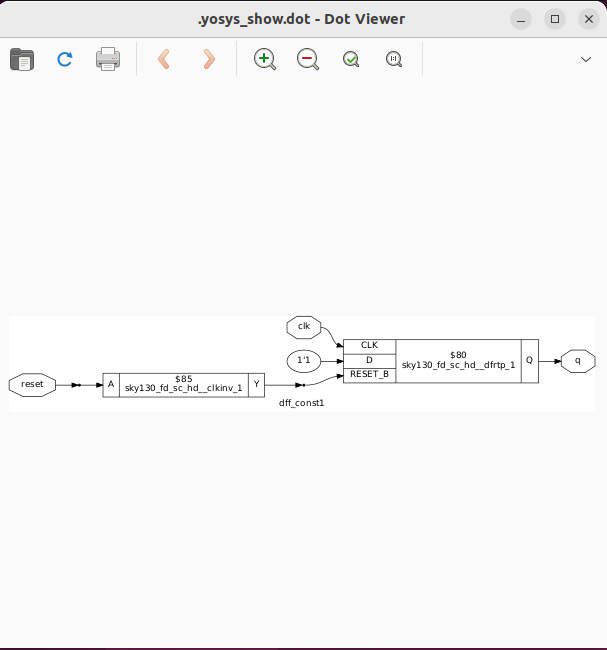 .yosys_show.dot - Dot Viewer
clk
1'1
CLK
D
RESET_B
$80
sky130_fd_sc_hd__dfrtp_1
Q
q
reset
A
$85
sky130_fd_sc_hd__clkinv_1
Y
dff_const1